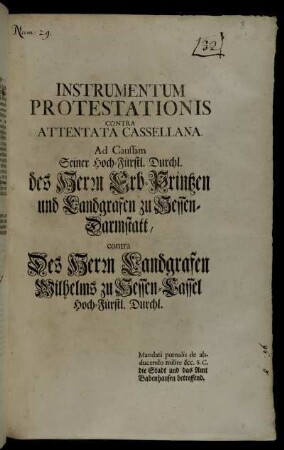 Num. 29.
[32]
INSTRUMENTUM
PROTESTATIONIS
CONTRA
ATTENTATA CASSELLANA.
Ad Caussam
Seiner Hoch-Fürstl. Durchl.
des Herrn Erb-Printzen
und Landgrafen zu Hessen-
Darmstatt,
contra
Des Herrn Landgrafen
Wilhelms zu Hessen-Cassel
Hoch-Fürstl. Durchl.
Mandati pœnalis de ab-
ducendo milite &c. S. C.
die Stadt und das Amt
Babenhausen betreffend.